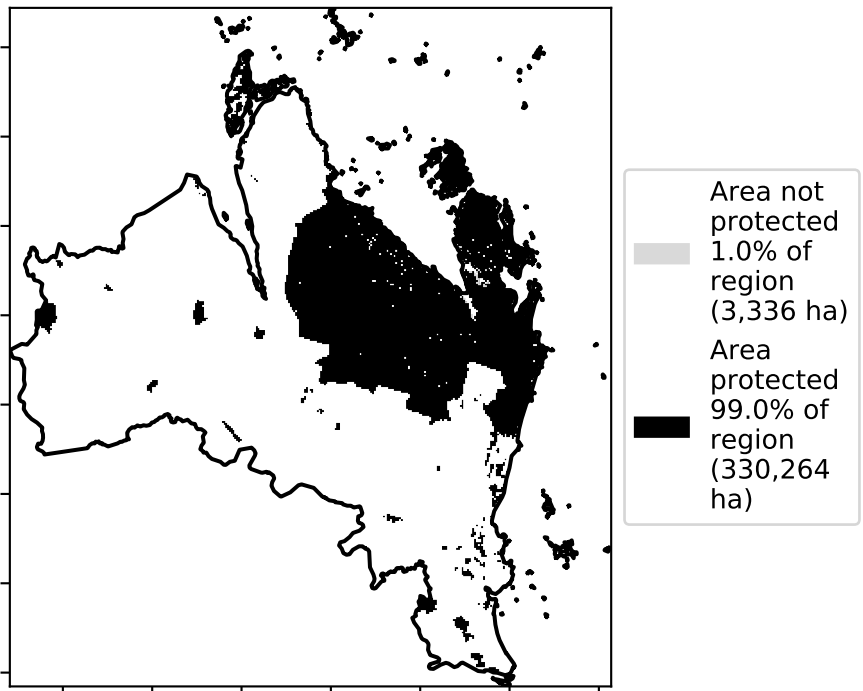 Area not
protected
1.0% of
region
(3,336 ha)
Area
protected
99.0% of
region
(330,264
ha)